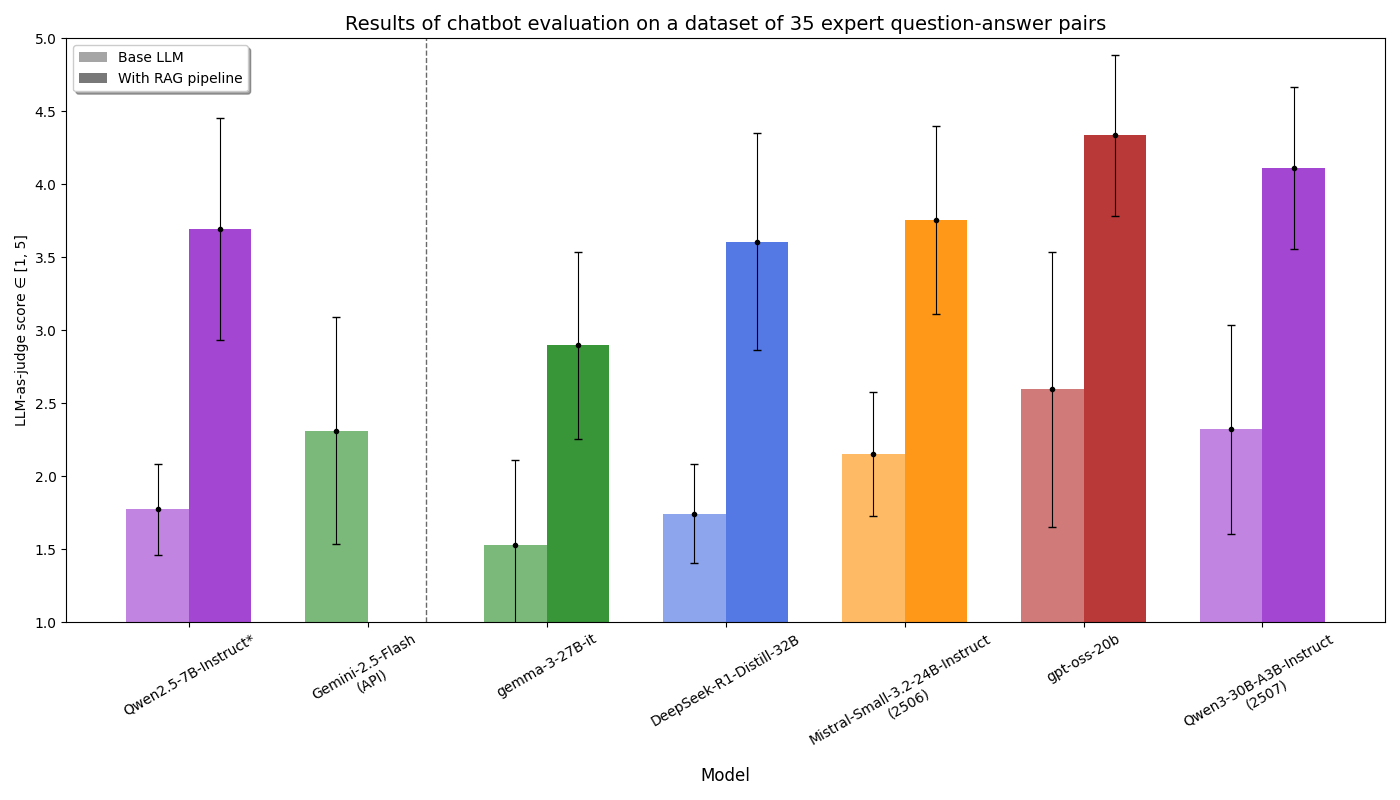 Results of chatbot evaluation on a dataset of 35 expert question-answer pairs
Base LLM
With RAG pipeline
LLM-as-judge score ∈ [1, 5]
5.0
4.5
4.0
3.5
3.0
2.5
2.0
1.5
1.0
Qwen2.5-7B-Instruct*
Gemini-2.5-Flash
(API)
gemma-3-27B-it
DeepSeek-R1-Distill-32B
Mistral-Small-3.2-24B-Instruct
(2506)
gpt-oss-20b
Qwen3-30B-A3B-Instruct
(2507)
Model